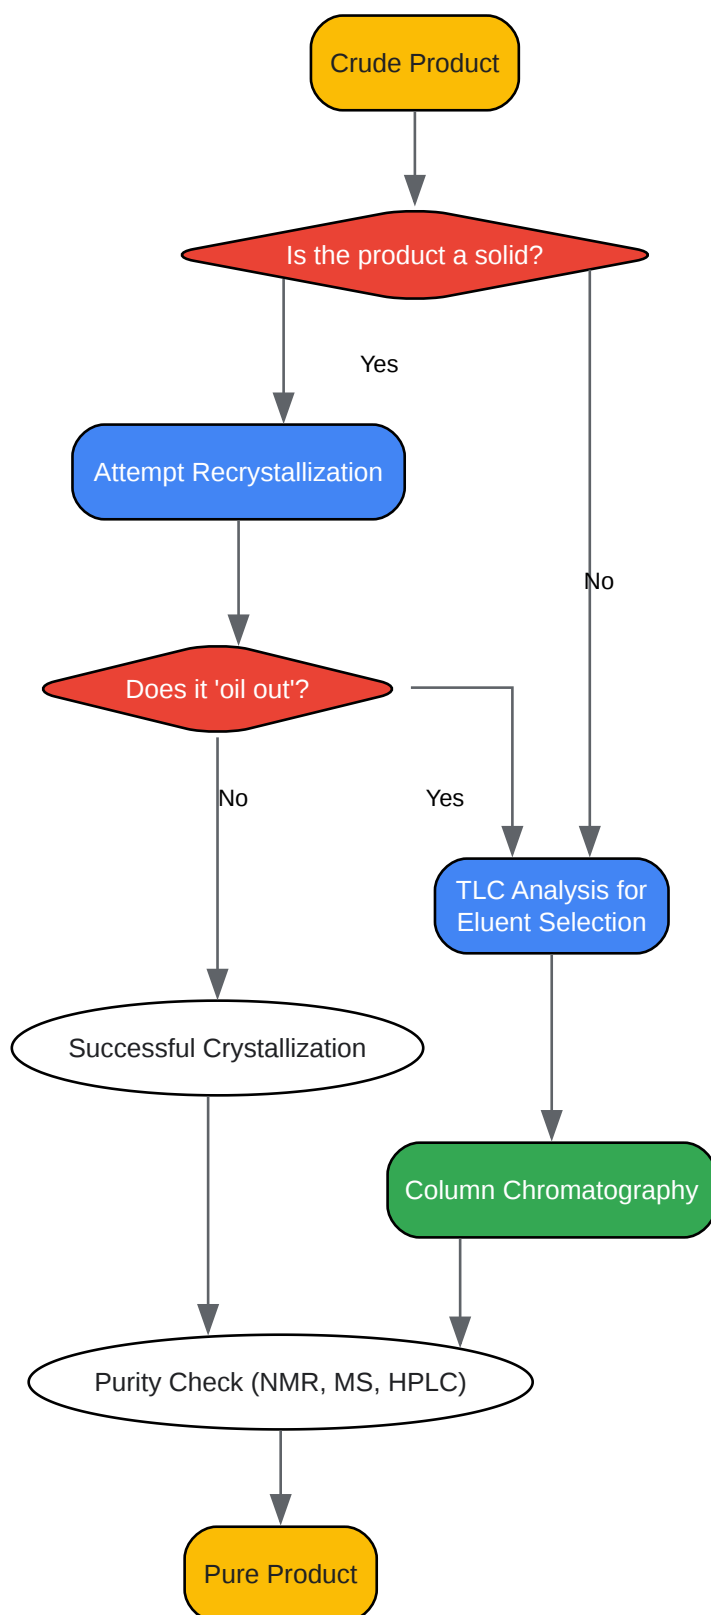 Crude Product
Is the product a solid?
Yes
Attempt Recrystallization
No
Does it 'oil out'?
No
Yes
TLC Analysis for
Eluent Selection
Successful Crystallization
Column Chromatography
Purity Check (NMR, MS, HPLC)
Pure Product